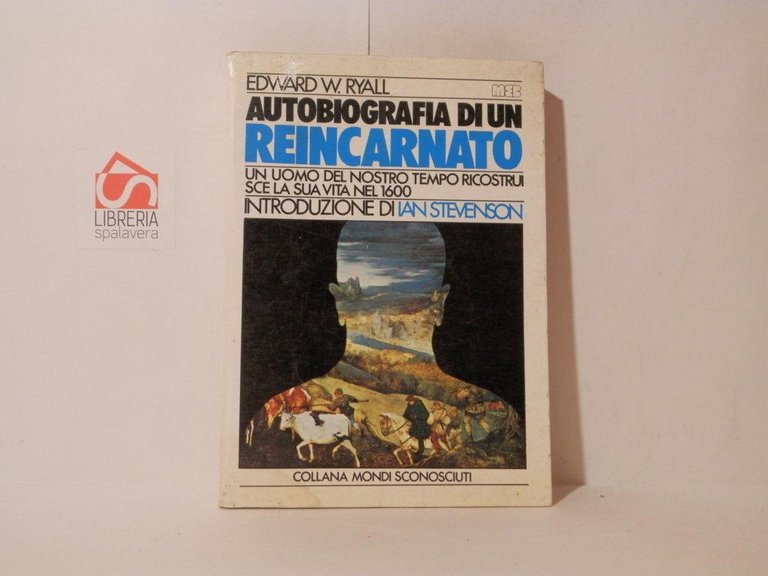 EDWARD W. RYALL
MEB
AUTOBIOGRAFIA DI UN
REINCARNATO
UN UOMO DEL NOSTRO TEMPO RICOSTRUI
SCE LA SUA VITA NEL 1600
INTRODUZIONE DI IAN STEVENSON
COLLANA MONDI SCONOSCIUTI
LIBRERIA
spalavera